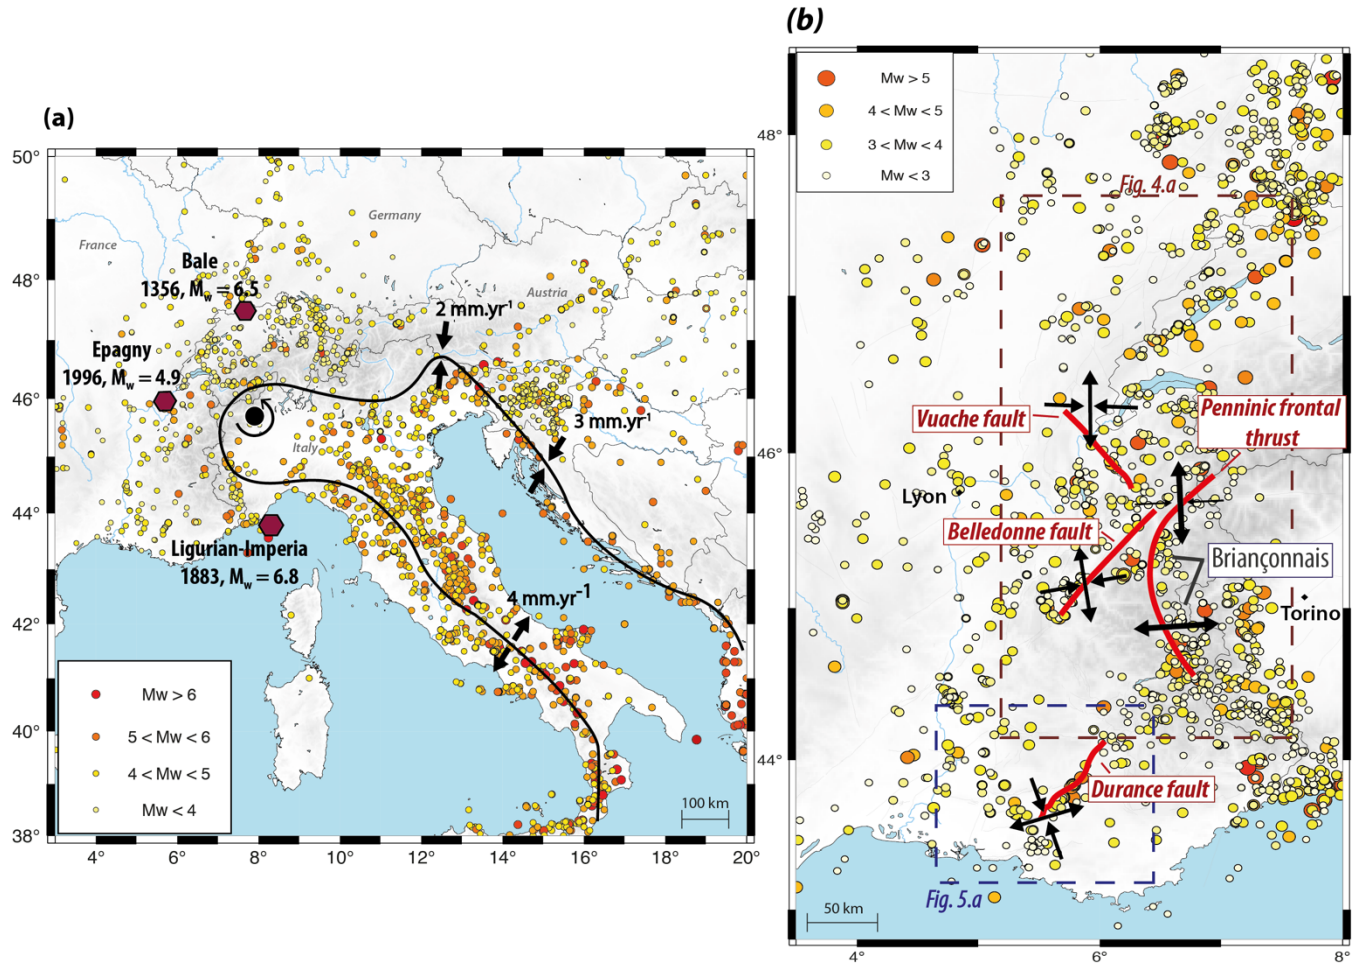 (a)
50°
48°
46°
44°
42°
40°
38°
4°
6°
8°
10°
12°
14°
16°
18°
20°
France
Germany
Austria
Italy
Bale
1356, Mw = 6.5
Epagny
1996, Mw = 4.9
Ligurian-Imperia
1883, Mw = 6.8
2 mm.yr-1
3 mm.yr-1
4 mm.yr-1
Mw > 6
5 < Mw < 6
4 < Mw < 5
Mw < 4
100 km
(b)
Mw > 5
4 < Mw < 5
3 < Mw < 4
Mw < 3
48°
46°
44°
4°
6°
8°
Fig. 4.a
Vuache fault
Penninic frontal
thrust
Lyon
Belledonne fault
Briançonnais
Torino
Durance fault
Fig. 5.a
50 km